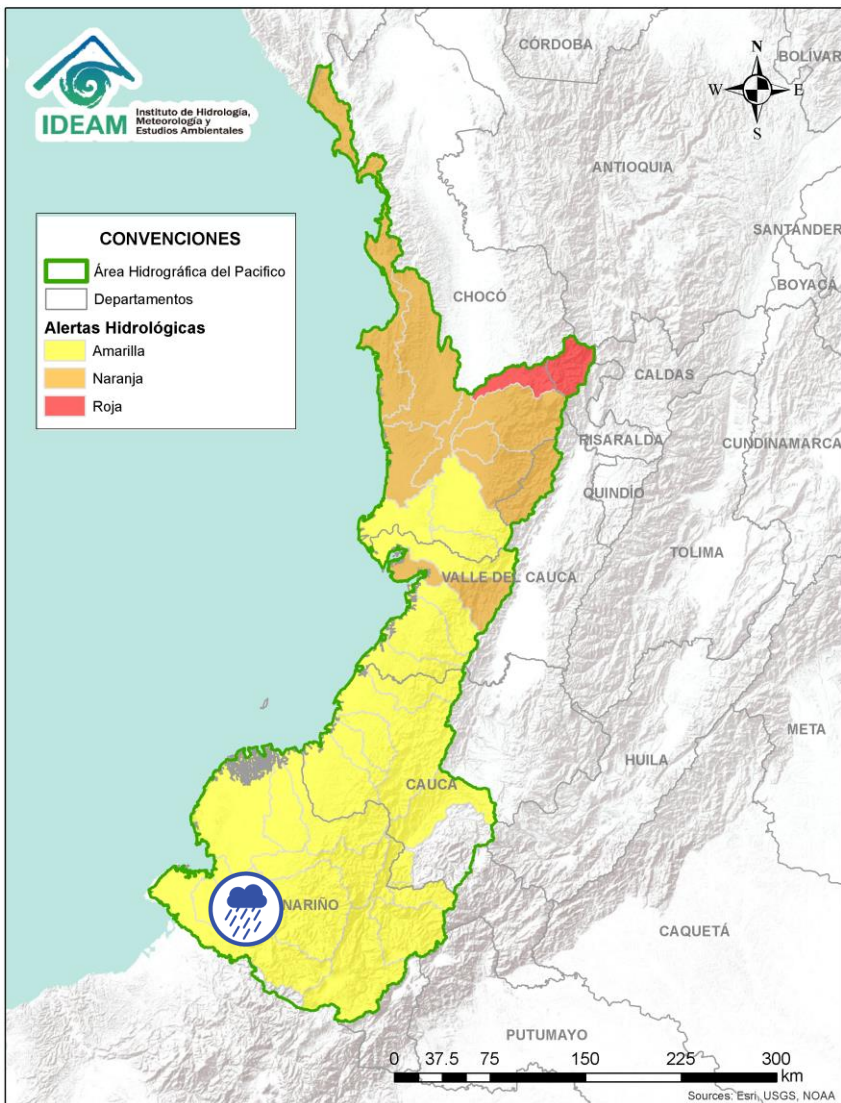 IDEAM
Instituto de Hidrología,
Meteorología y
Estudios Ambientales
N
W
E
S
CONVENCIONES
Área Hidrográfica del Pacifico
Departamentos
Alertas Hidrológicas
Amarilla
Naranja
Roja
CÓRDOBA
BOLÍVAR
ANTIOQUIA
SANTANDER
BOYACÁ
CHOCÓ
CALDAS
RISARALDA
CUNDINAMARCA
QUINDÍO
TOLIMA
VALLE DEL CAUCA
META
HUILA
CAUCA
NARIÑO
CAQUETÁ
PUTUMAYO
0 37.5 75 150 225 300
km
Sources: Esri, USGS, NOAA